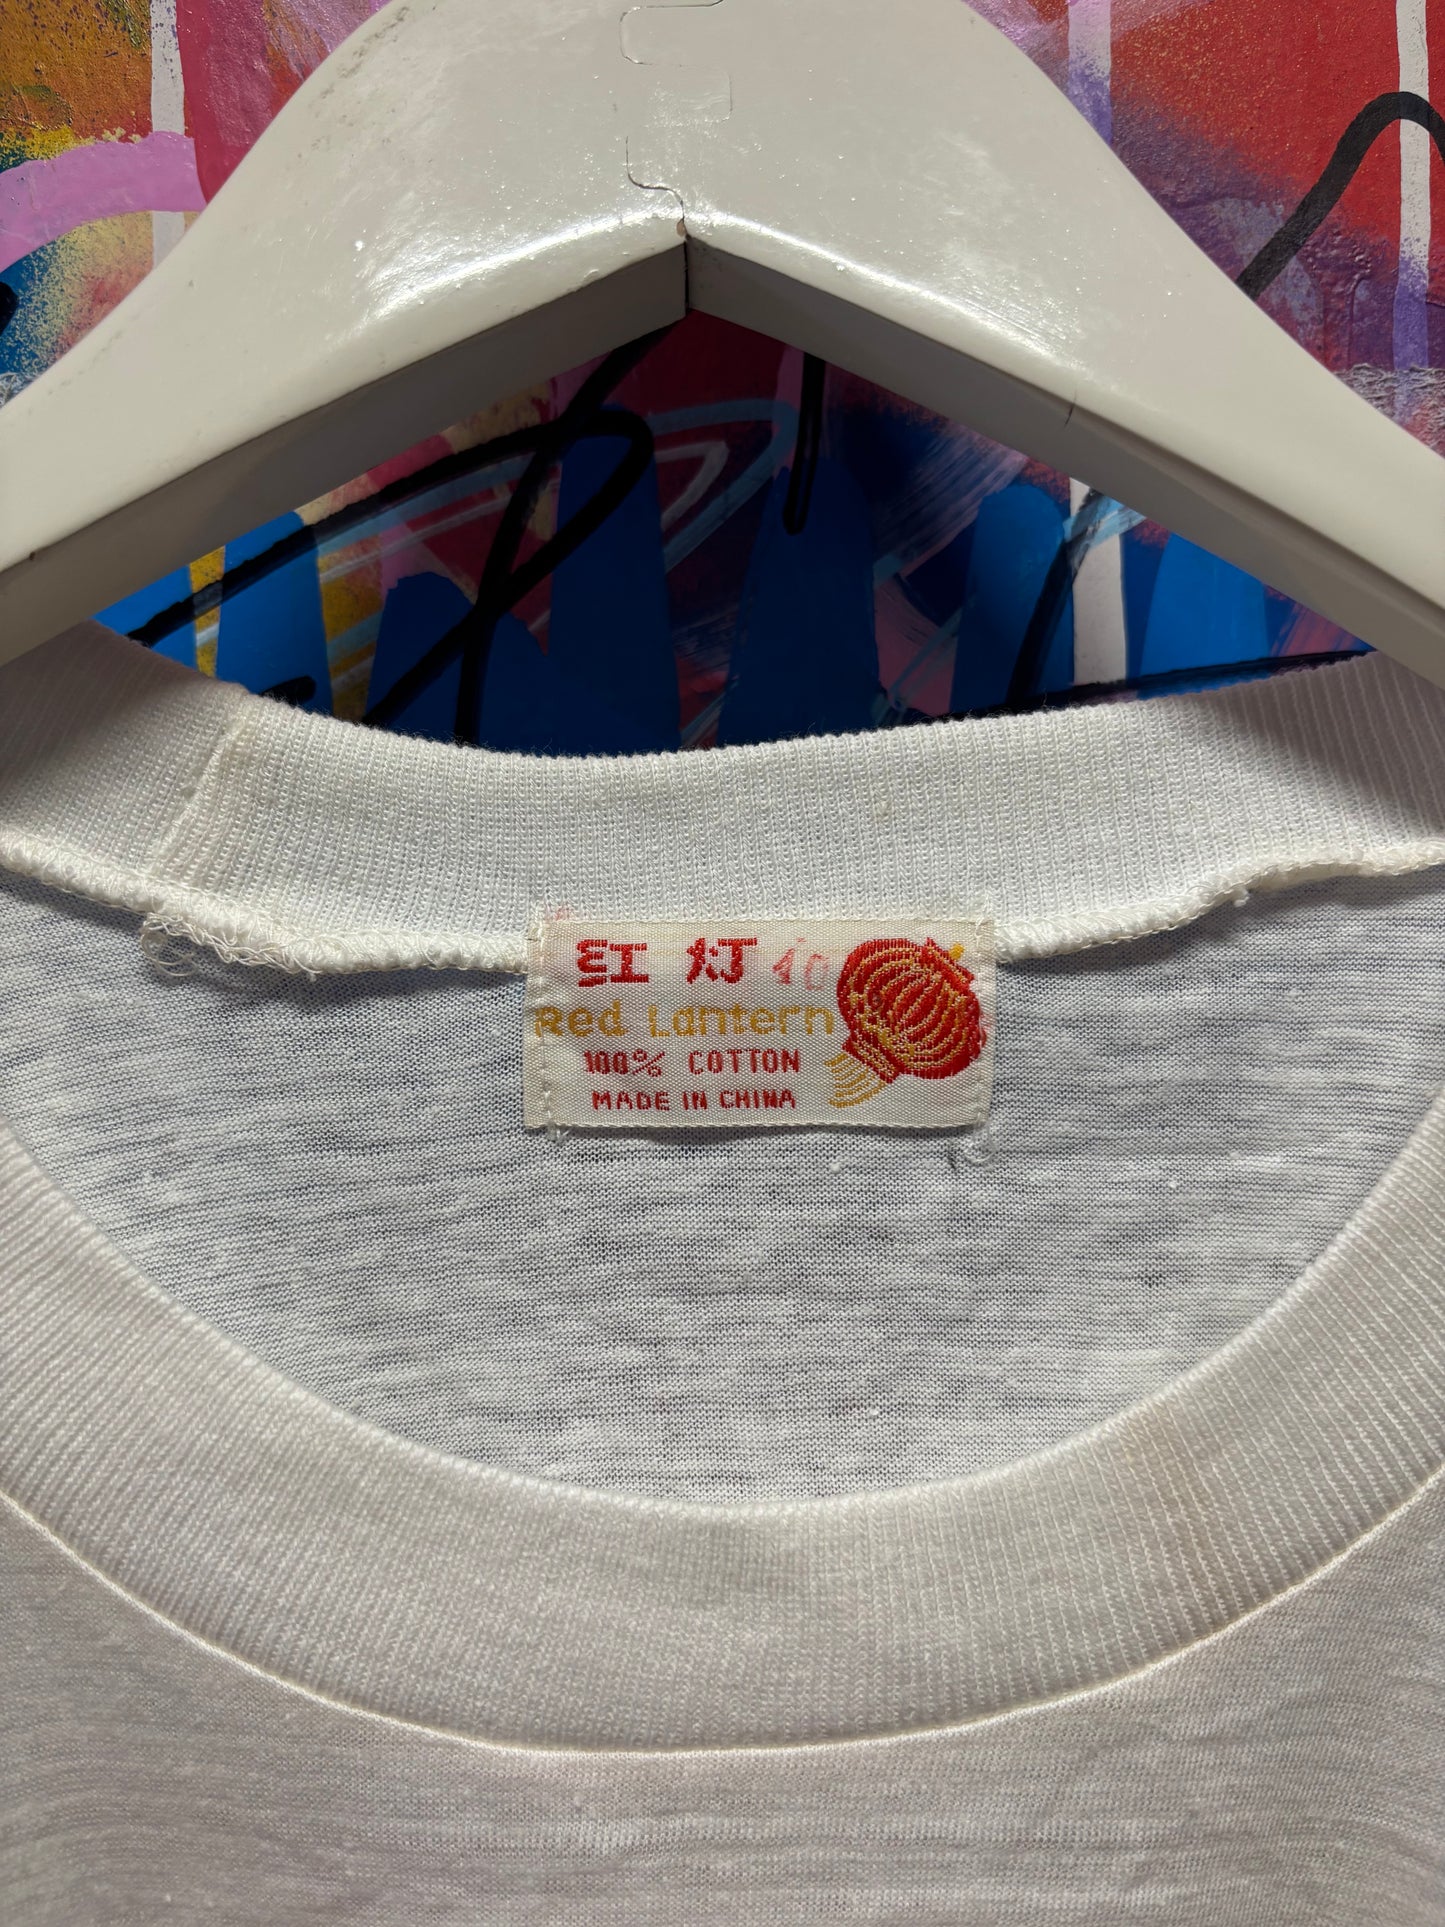 红灯 40
Red Lantern
100% COTTON
MADE IN CHINA